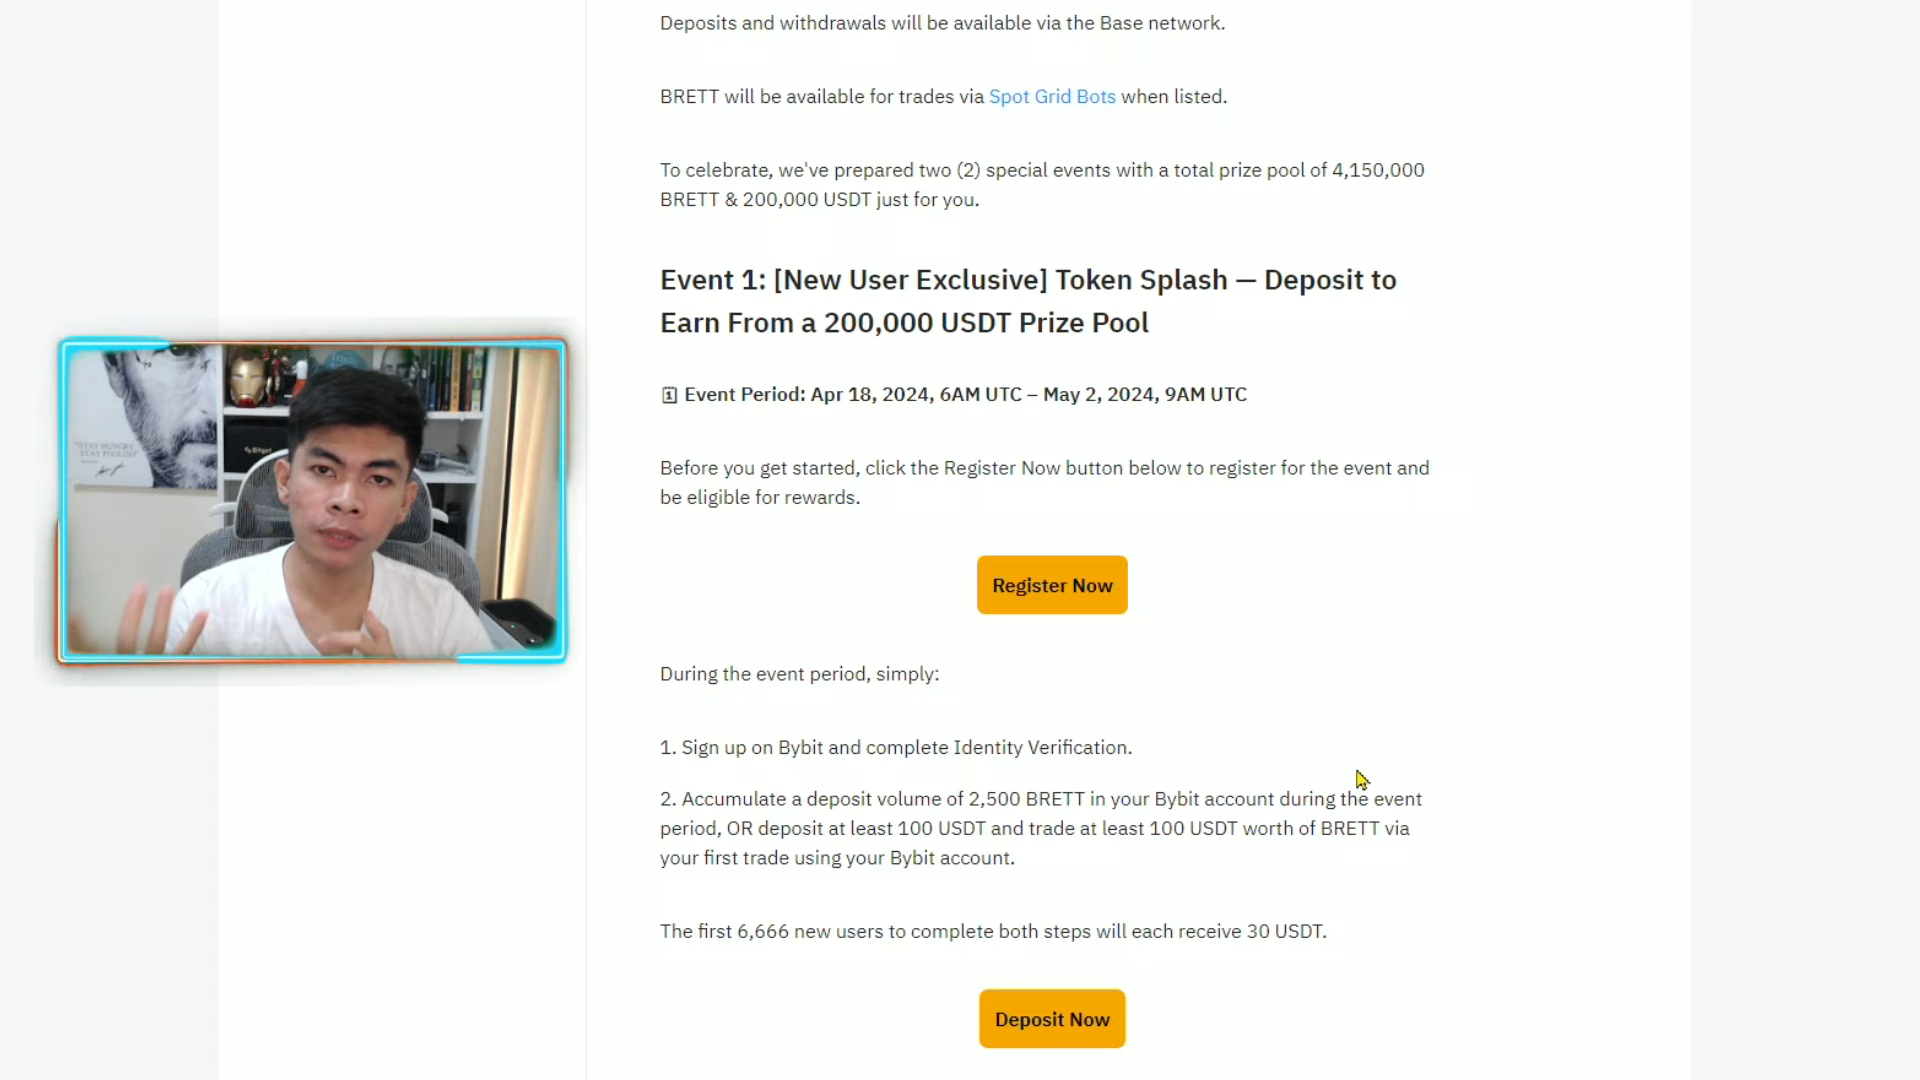 Deposits and withdrawals will be available via the Base network.
BRETT will be available for trades via Spot Grid Bots when listed.
To celebrate, we've prepared two (2) special events with a total prize pool of 4,150,000
BRETT & 200,000 USDT just for you.
Event 1: [New User Exclusive] Token Splash — Deposit to
Earn From a 200,000 USDT Prize Pool
Event Period: Apr 18, 2024, 6AM UTC – May 2, 2024, 9AM UTC
Before you get started, click the Register Now button below to register for the event and
be eligible for rewards.
Register Now
During the event period, simply:
1. Sign up on Bybit and complete Identity Verification.
2. Accumulate a deposit volume of 2,500 BRETT in your Bybit account during the event
period, OR deposit at least 100 USDT and trade at least 100 USDT worth of BRETT via
your first trade using your Bybit account.
The first 6,666 new users to complete both steps will each receive 30 USDT.
Deposit Now
"STAY HUNGRY
STAY FOOLISH"
Bitget